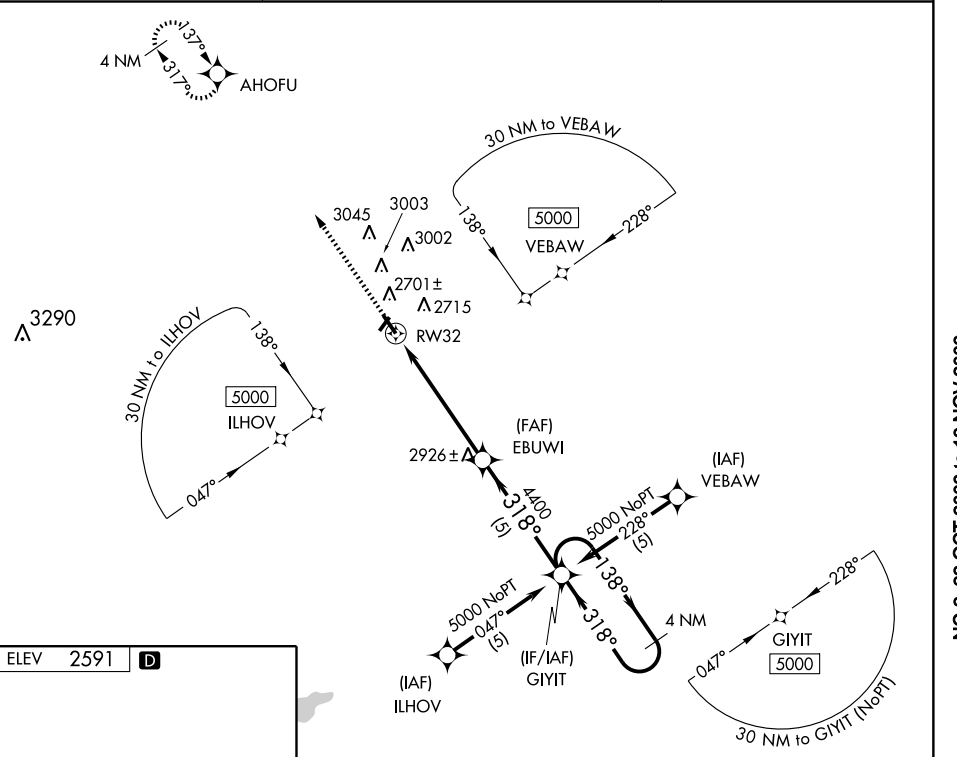 4 NM
137°
317°
AHOFU
30 NM to VEBAW
138°
5000
VEBAW
228°
3045
3003
3002
2701±
2715
RW32
3290
30 NM to ILHOV
138°
5000
ILHOV
047°
(FAF)
EBUWI
2926±
4400
318°
(5)
(IAF)
VEBAW
5000 NoPT
228°
(5)
138°
318°
4 NM
5000 NoPT
047°
(5)
(IAF)
ILHOV
(IF/IAF)
GIYIT
228°
GIYIT
5000
047°
30 NM to GIYIT (NoPT)
ELEV 2591 D